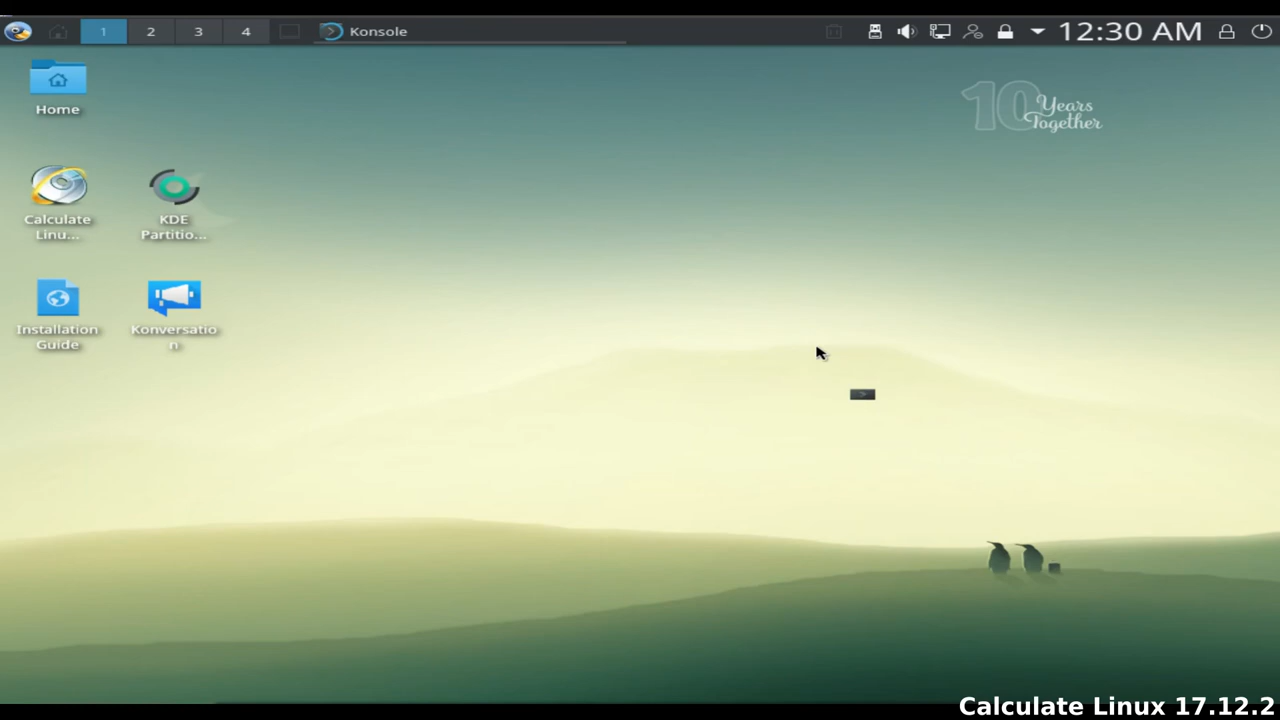 1 2 3 4 Konsole 12:30 AM
Home
10 Years
Together
Calculate
Linu...
KDE
Partitio...
Installation
Guide
Konversatio
n
Calculate Linux 17.12.2